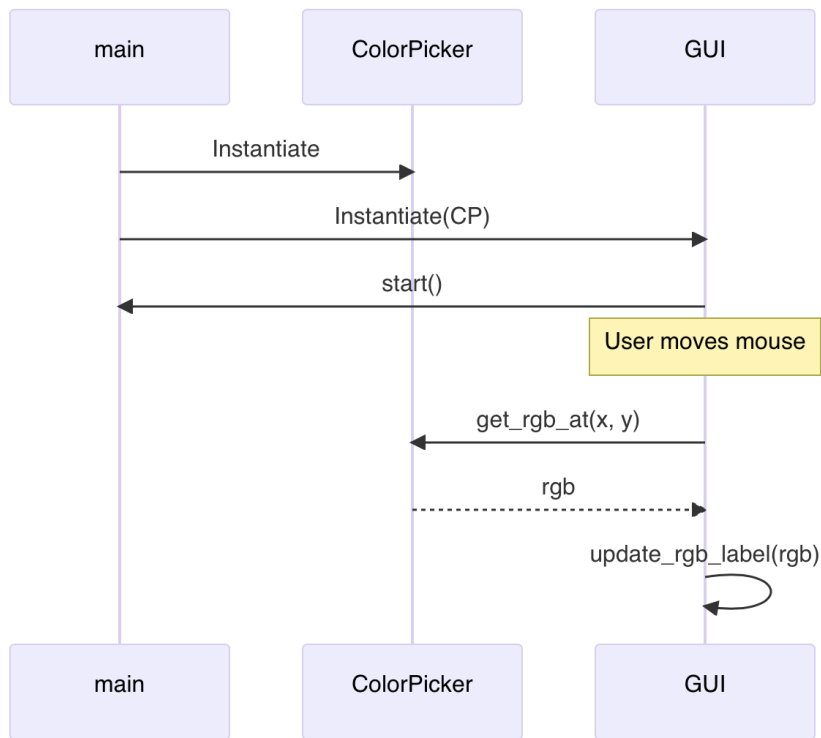 main
ColorPicker
GUI
Instantiate
Instantiate(CP)
start()
User moves mouse
get_rgb_at(x, y)
rgb
update_rgb_label(rgb)
main
ColorPicker
GUI